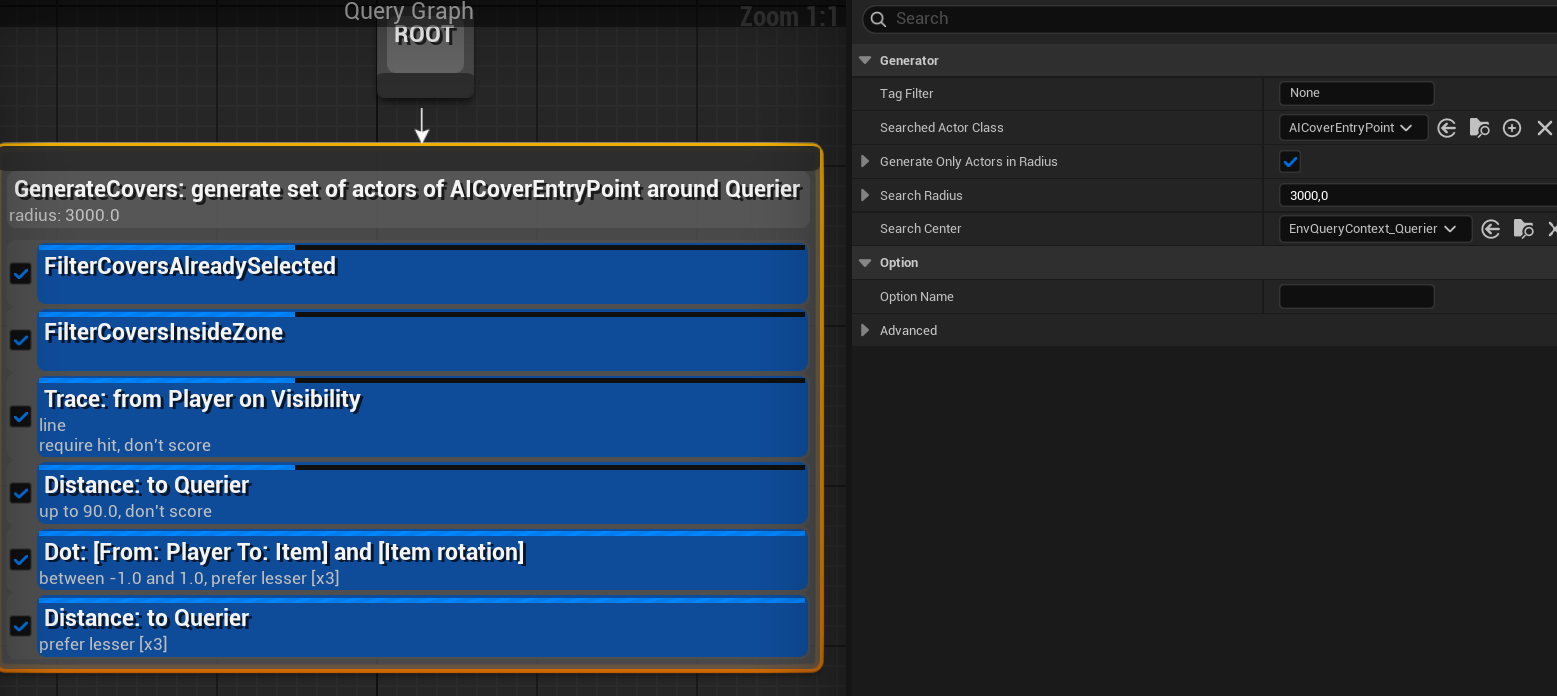 Query Graph
Zoom 1:1
ROOT
GenerateCovers: generate set of actors of AICoverEntryPoint around Querier
radius: 3000.0
FilterCoversAlreadySelected
FilterCoversInsideZone
Trace: from Player on Visibility
line
require hit, don't score
Distance: to Querier
up to 90.0, don't score
Dot: [From: Player To: Item] and [Item rotation]
between -1.0 and 1.0, prefer lesser [x3]
Distance: to Querier
prefer lesser [x3]
Search
Generator
Tag Filter
None
Searched Actor Class
AICoverEntryPoint
Generate Only Actors in Radius
Search Radius
3000,0
Search Center
EnvQueryContext_Querier
Option
Option Name
Advanced